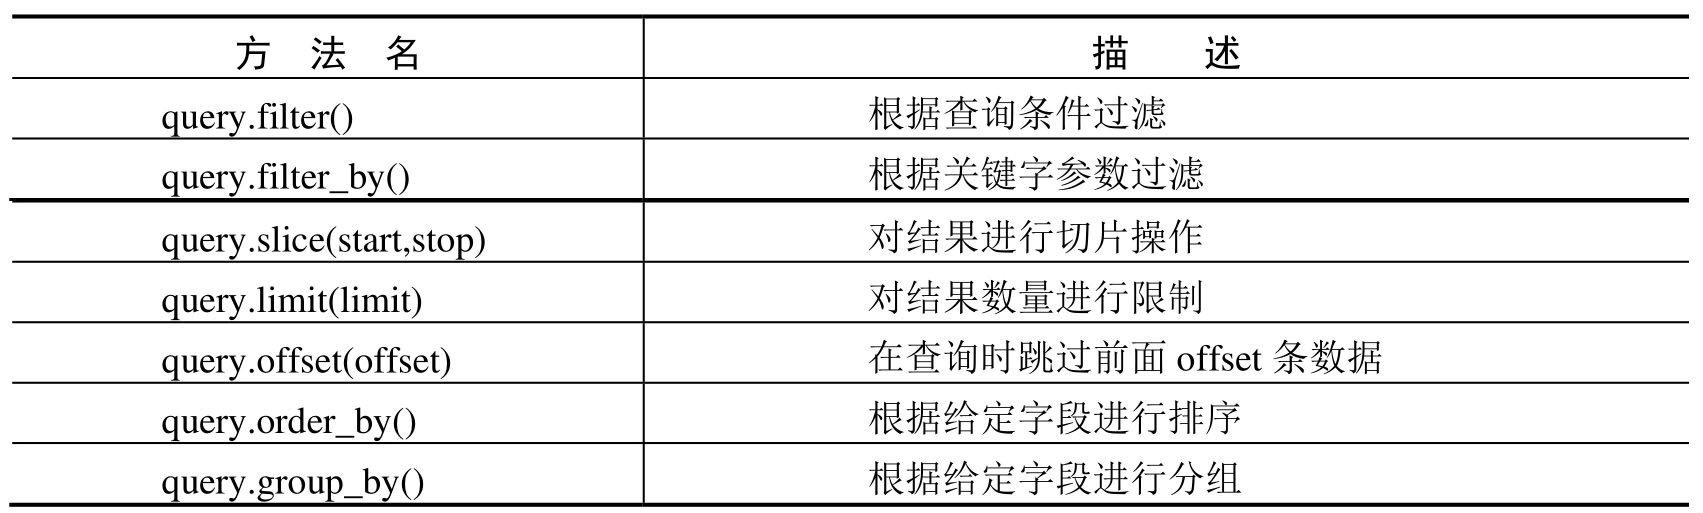 方 法 名 描 述
query.filter() 根据查询条件过滤
query.filter_by() 根据关键字参数过滤
query.slice(start,stop) 对结果进行切片操作
query.limit(limit) 对结果数量进行限制
query.offset(offset) 在查询时跳过前面 offset 条数据
query.order_by() 根据给定字段进行排序
query.group_by() 根据给定字段进行分组